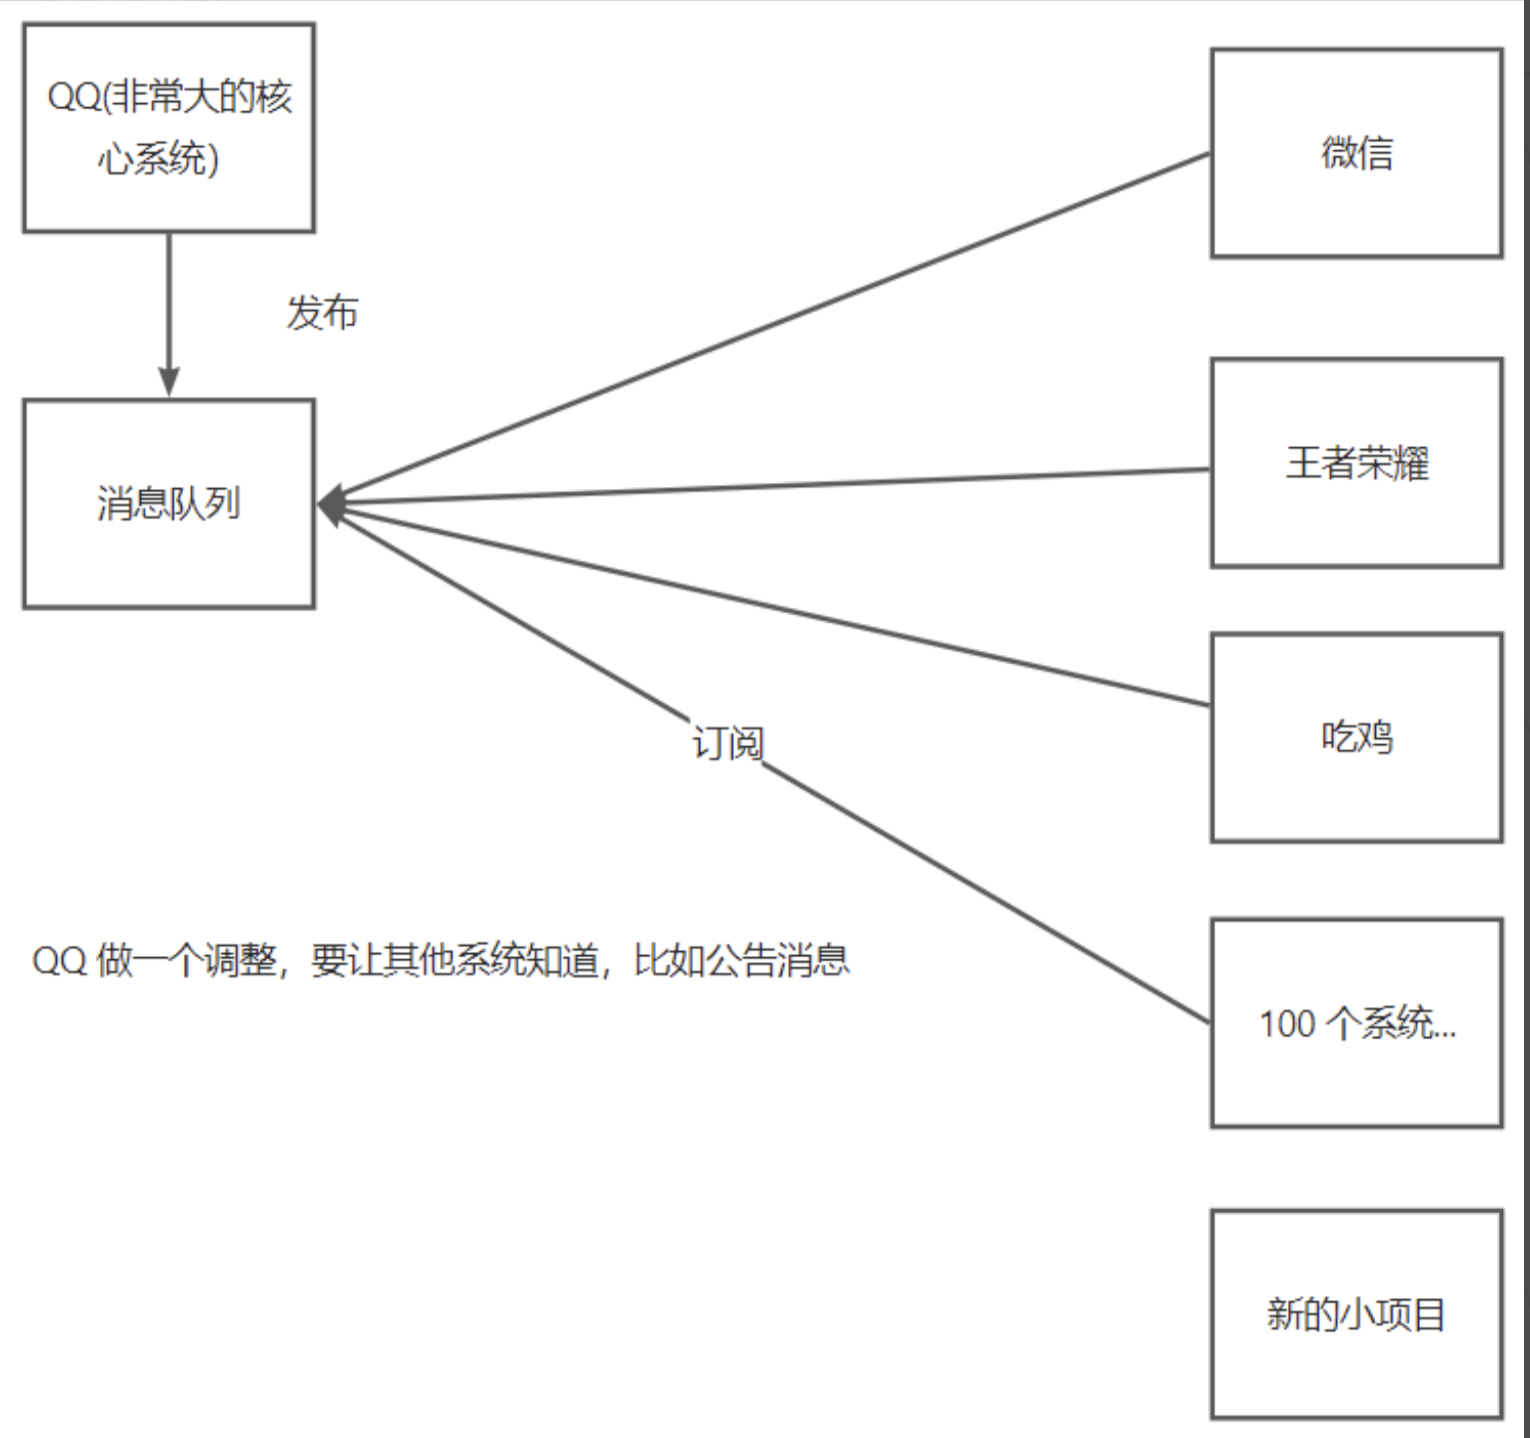 QQ(非常大的核
心系统)
微信
发布
王者荣耀
消息队列
吃鸡
订阅
QQ 做一个调整，要让其他系统知道，比如公告消息
100 个系统...
新的小项目